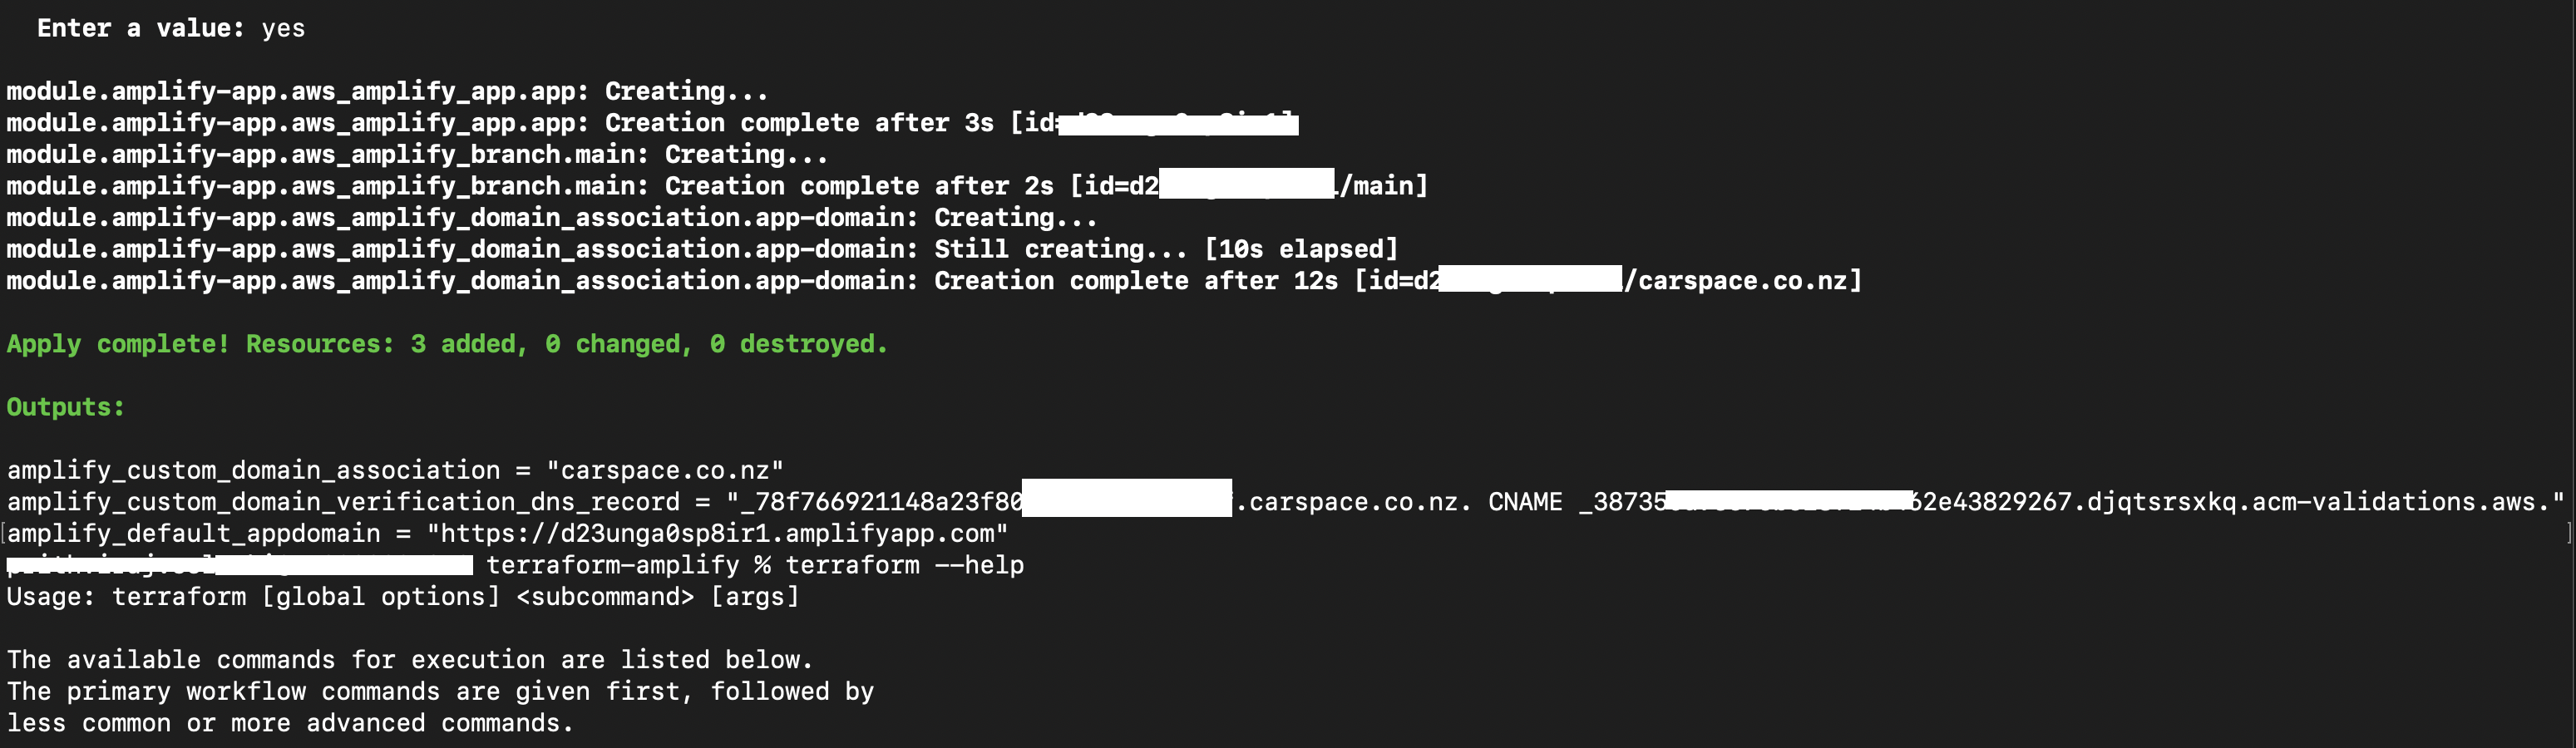 Enter a value: yes
module.amplify-app.aws_amplify_app.app: Creating...
module.amplify-app.aws_amplify_app.app: Creation complete after 3s [id=
module.amplify-app.aws_amplify_branch.main: Creating...
module.amplify-app.aws_amplify_branch.main: Creation complete after 2s [id=d2 /main]
module.amplify-app.aws_amplify_domain_association.app-domain: Creating...
module.amplify-app.aws_amplify_domain_association.app-domain: Still creating... [10s elapsed]
module.amplify-app.aws_amplify_domain_association.app-domain: Creation complete after 12s [id=d2 /carspace.co.nz]
Apply complete! Resources: 3 added, 0 changed, 0 destroyed.
Outputs:
amplify_custom_domain_association = "carspace.co.nz"
amplify_custom_domain_verification_dns_record = "_78f766921148a23f80 .carspace.co.nz. CNAME _38735 62e43829267.djqtsrsxkq.acm-validations.aws."
[amplify_default_appdomain = "https://d23unga0sp8ir1.amplifyapp.com" ]
terraform-amplify % terraform --help
Usage: terraform [global options] <subcommand> [args]
The available commands for execution are listed below.
The primary workflow commands are given first, followed by
less common or more advanced commands.